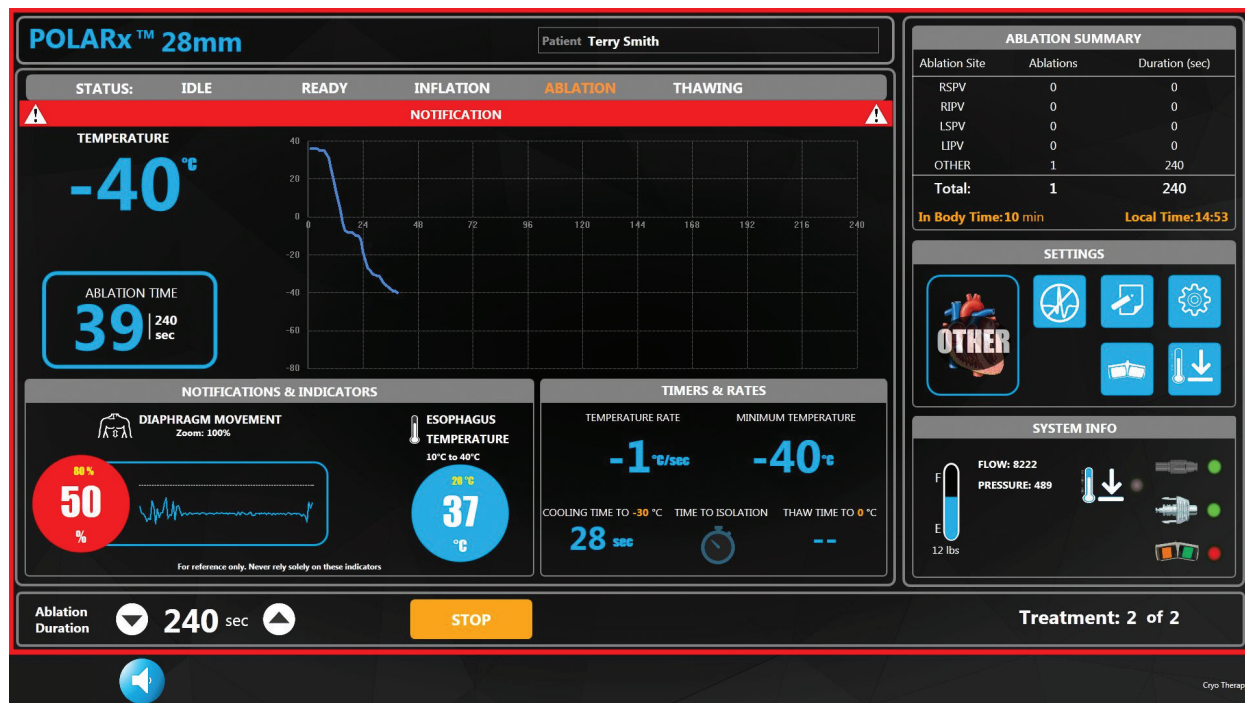 POLARx™ 28mm
Patient Terry Smith
STATUS: IDLE READY INFLATION ABLATION THAWING
NOTIFICATION
TEMPERATURE
-40 °C
ABLATION TIME
39 240 sec
40
20
0
-20
-40
-60
-80
0 24 48 72 96 120 144 168 192 216 240
NOTIFICATIONS & INDICATORS
DIAPHRAGM MOVEMENT
Zoom: 100%
80 %
50
%
ESOPHAGUS
TEMPERATURE
10°C to 40°C
20 °C
37
°C
For reference only. Never rely solely on these indicators
TIMERS & RATES
TEMPERATURE RATE MINIMUM TEMPERATURE
-1 °C/sec -40 °C
COOLING TIME TO -30 °C TIME TO ISOLATION THAW TIME TO 0 °C
28 sec --
ABLATION SUMMARY
Ablation Site Ablations Duration (sec)
RSPV 0 0
RIPV 0 0
LSPV 0 0
LIPV 0 0
OTHER 1 240
Total: 1 240
In Body Time: 10 min Local Time: 14:53
SETTINGS
OTHER
SYSTEM INFO
F
E
12 lbs
FLOW: 8222
PRESSURE: 489
Ablation
Duration
240 sec
STOP
Treatment: 2 of 2
Cryo Therap